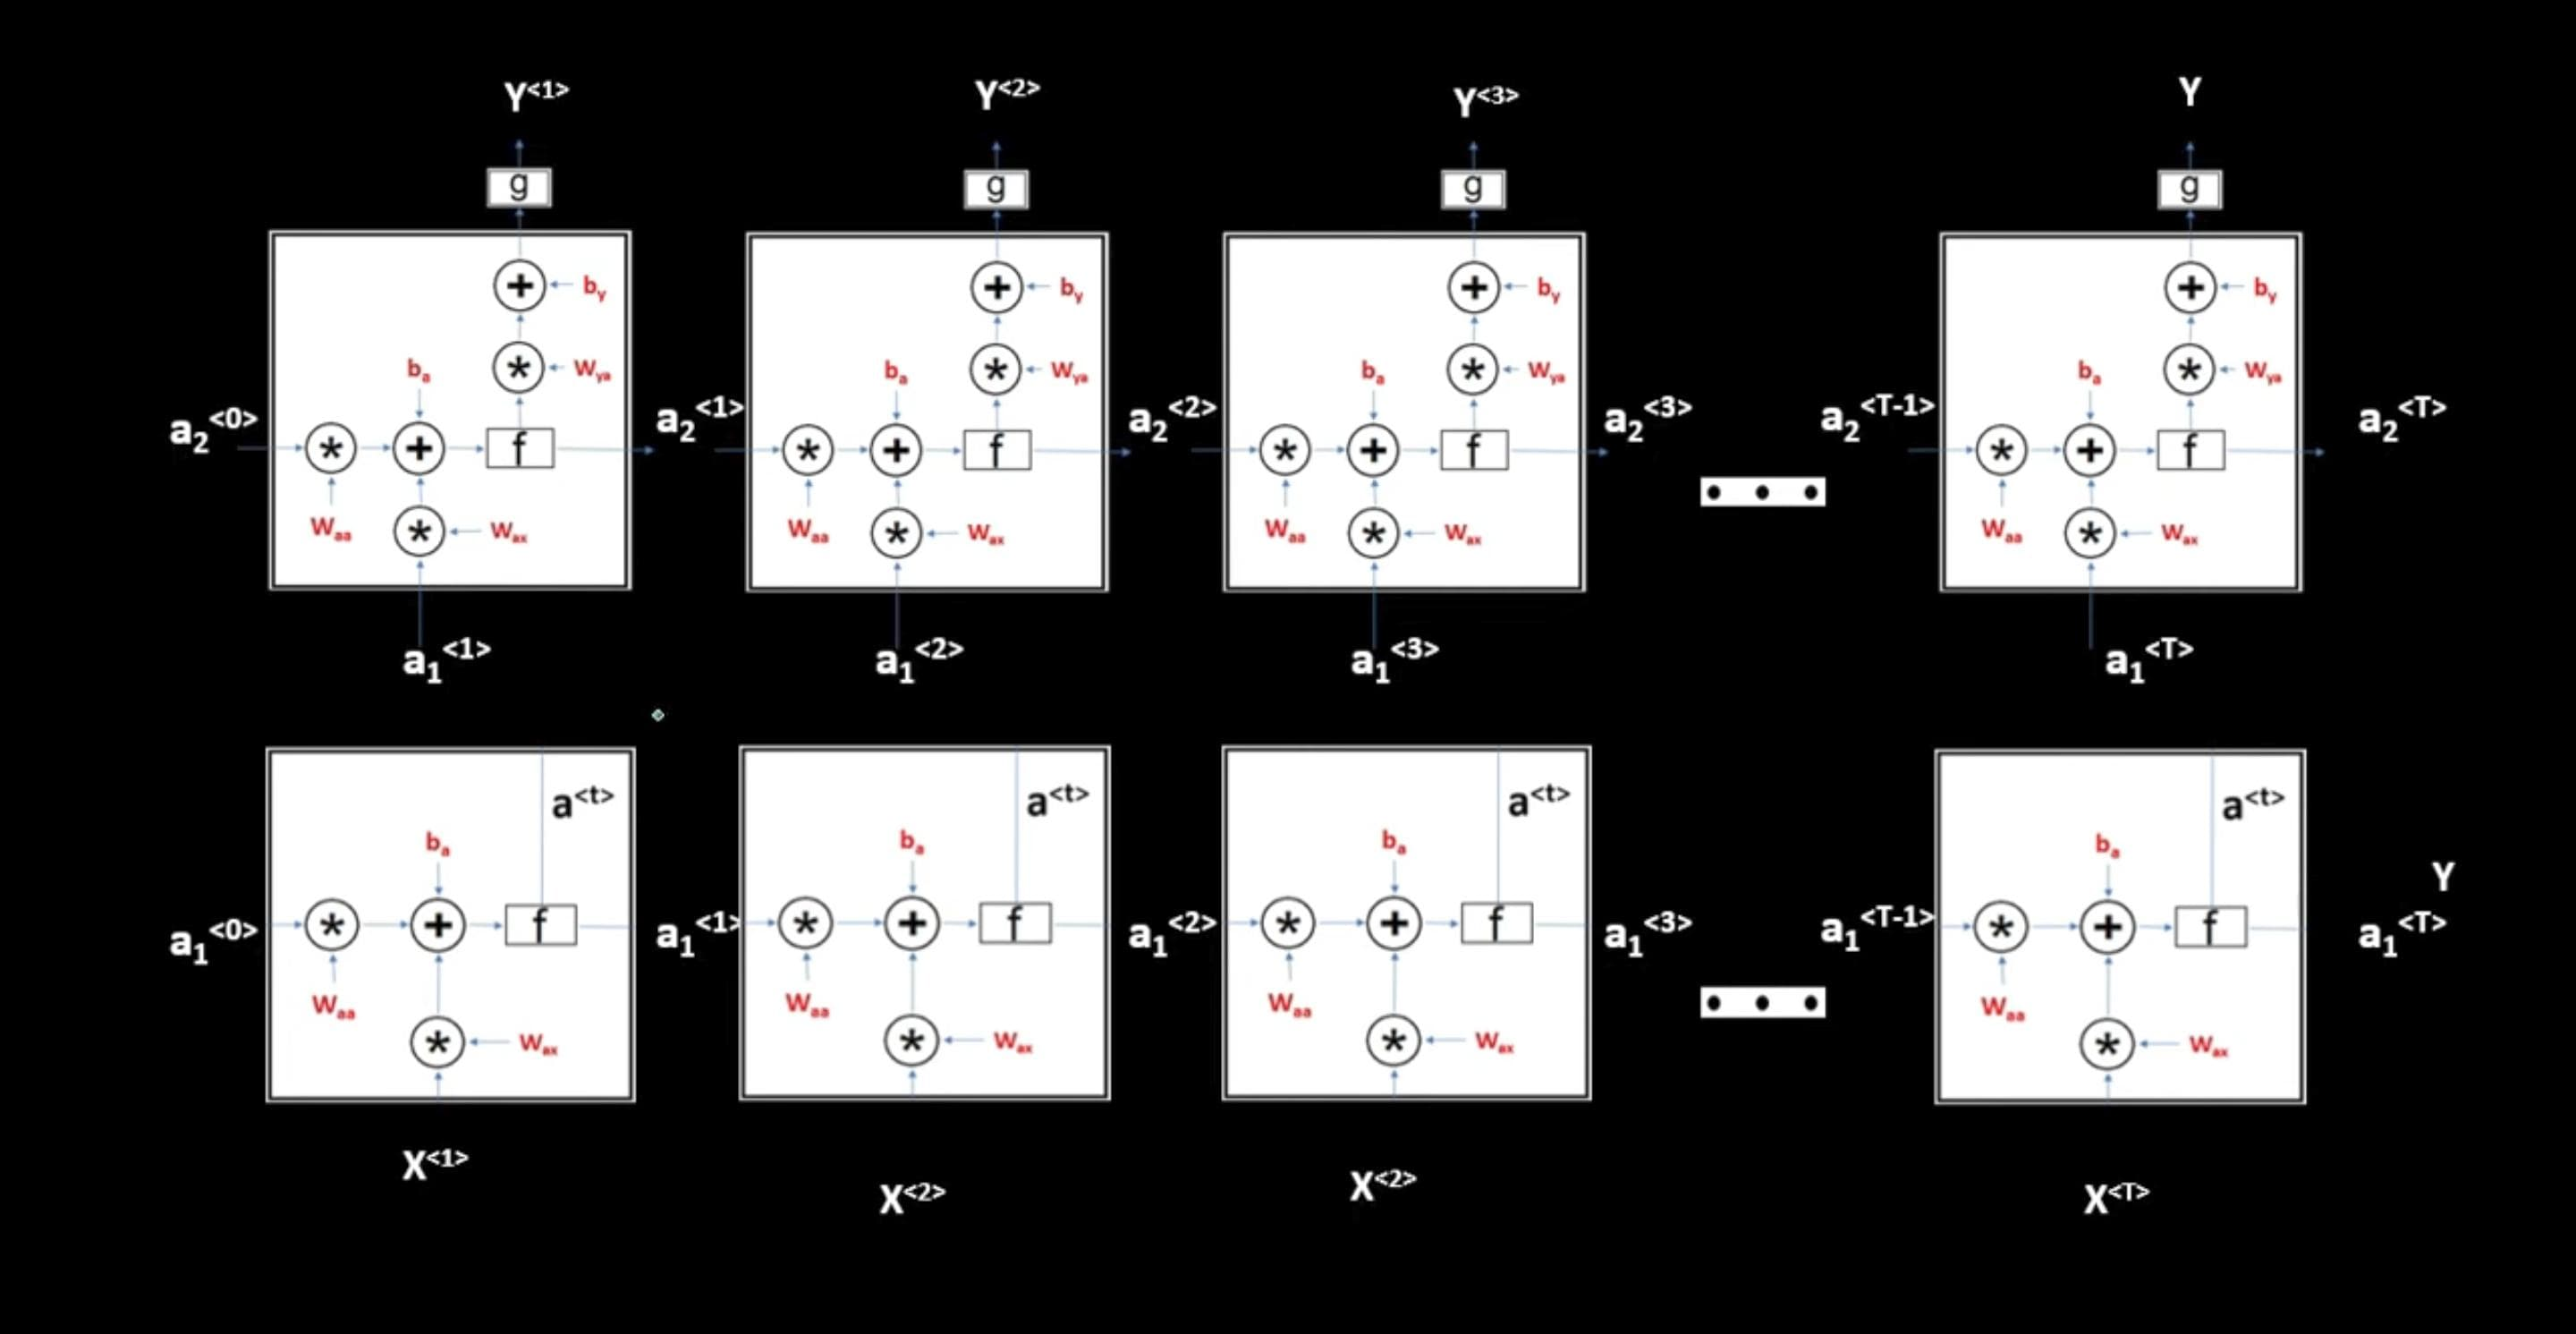 Y<1> Y<2> Y<3> Y
g g g g
+ by + by + by + by
ba * Wya ba * Wya ba * Wya ba * Wya
a2<0> * + f a2<1> * + f a2<2> * + f a2<3> • • • a2<T-1> * + f a2<T>
Waa * Wax Waa * Wax Waa * Wax Waa * Wax
a1<1> a1<2> a1<3> a1<T>
a<t> a<t> a<t> a<t>
ba ba ba ba Y
a1<0> * + f a1<1> * + f a1<2> * + f a1<3> • • • a1<T-1> * + f a1<T>
Waa Waa Waa Waa
* Wax * Wax * Wax * Wax
X<1> X<2> X<2> X<T>